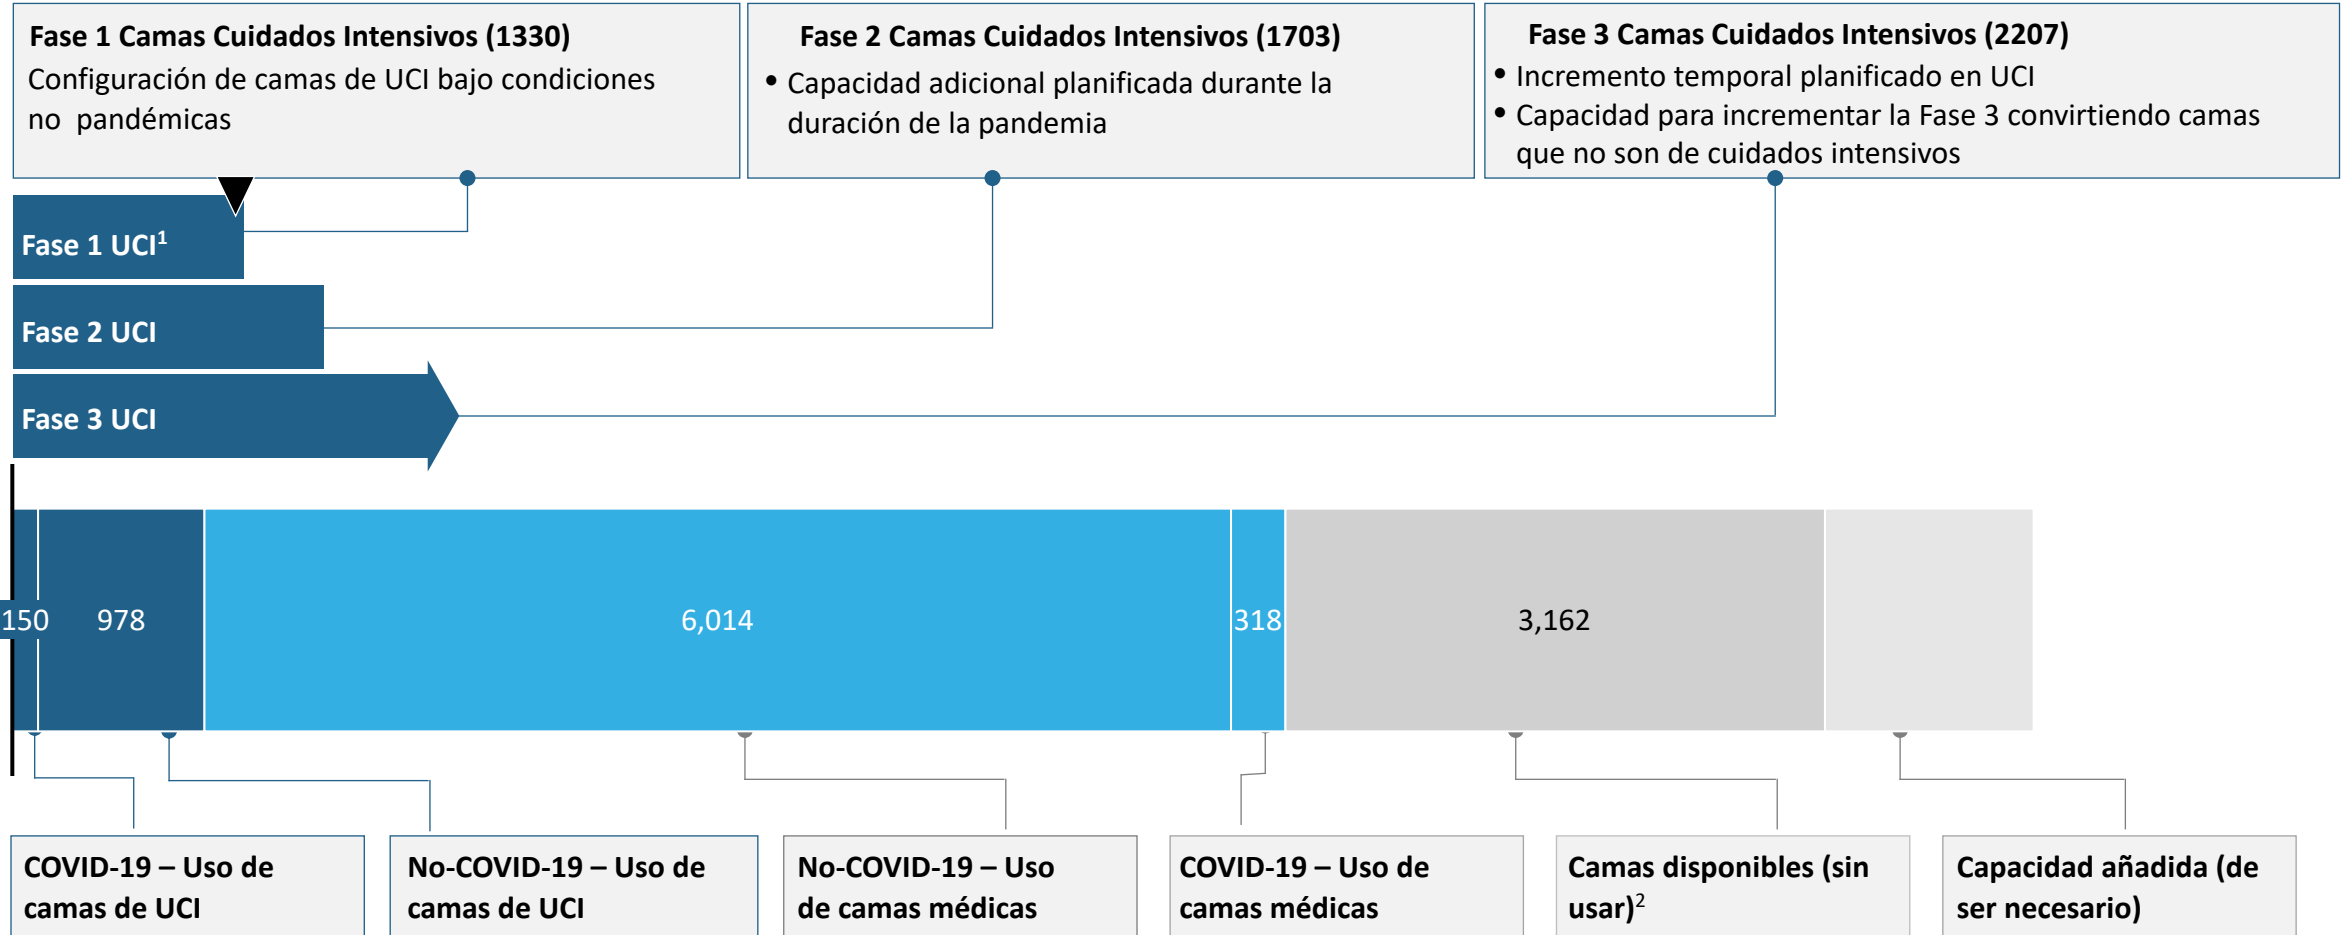 Fase 1 Camas Cuidados Intensivos (1330)
Configuración de camas de UCI bajo condiciones
no pandémicas
Fase 2 Camas Cuidados Intensivos (1703)
• Capacidad adicional planificada durante la
duración de la pandemia
Fase 3 Camas Cuidados Intensivos (2207)
• Incremento temporal planificado en UCI
• Capacidad para incrementar la Fase 3 convirtiendo camas
que no son de cuidados intensivos
Fase 1 UCI¹
Fase 2 UCI
Fase 3 UCI
150
978
6,014
318
3,162
COVID-19 – Uso de
camas de UCI
No-COVID-19 – Uso de
camas de UCI
No-COVID-19 – Uso
de camas médicas
COVID-19 – Uso de
camas médicas
Camas disponibles (sin
usar)²
Capacidad añadida (de
ser necesario)